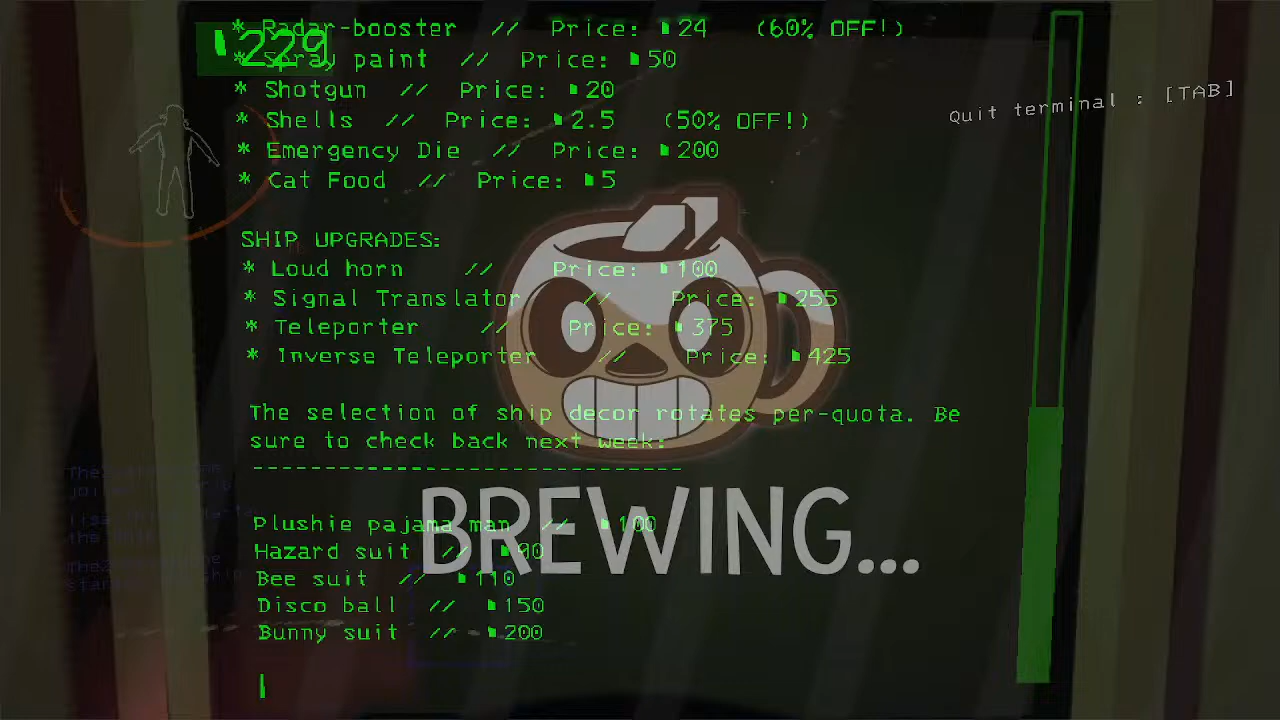 * Radar-booster // Price: 24 (60% OFF!)
229
* Spray paint // Price: 50
* Shotgun // Price: 20
Quit terminal : [TAB]
* Shells // Price: 2.5 (50% OFF!)
* Emergency Die // Price: 200
* Cat Food // Price: 5
SHIP UPGRADES:
* Loud horn // Price: 100
* Signal Translator // Price: 255
* Teleporter // Price: 375
* Inverse Teleporter // Price: 425
The selection of ship decor rotates per-quota. Be
sure to check back next week:
------------------------------
Plushie pajama man // 100
Hazard suit // 90
Bee suit // 110
Disco ball // 150
Bunny suit // 200
BREWING...